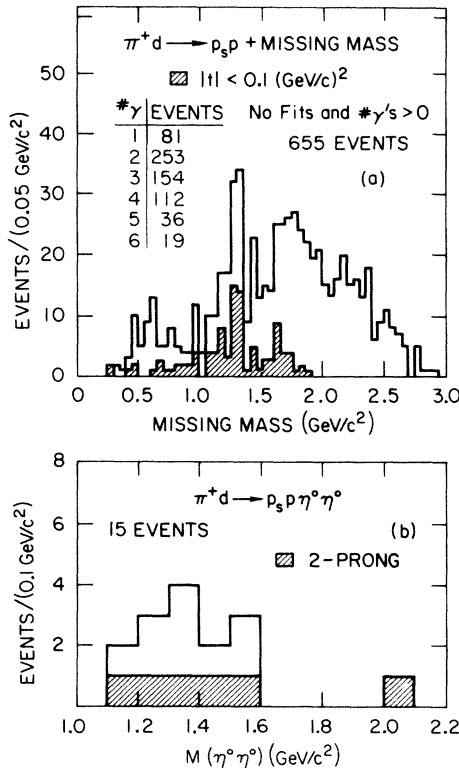 π⁺d ⟶ pₛp + MISSING MASS
|t| < 0.1 (GeV/c)²
#γ EVENTS
1 81
2 253
3 154
4 112
5 36
6 19
No Fits and #γ's > 0
655 EVENTS
(a)
EVENTS/(0.05 GeV/c²)
50
40
30
20
10
0
0 0.5 1.0 1.5 2.0 2.5 3.0
MISSING MASS (GeV/c²)
π⁺d ⟶ pₛp η⁰η⁰
15 EVENTS
(b)
2-PRONG
EVENTS/(0.1 GeV/c²)
8
6
4
2
1.0 1.2 1.4 1.6 1.8 2.0 2.2
M (η⁰η⁰) (GeV/c²)